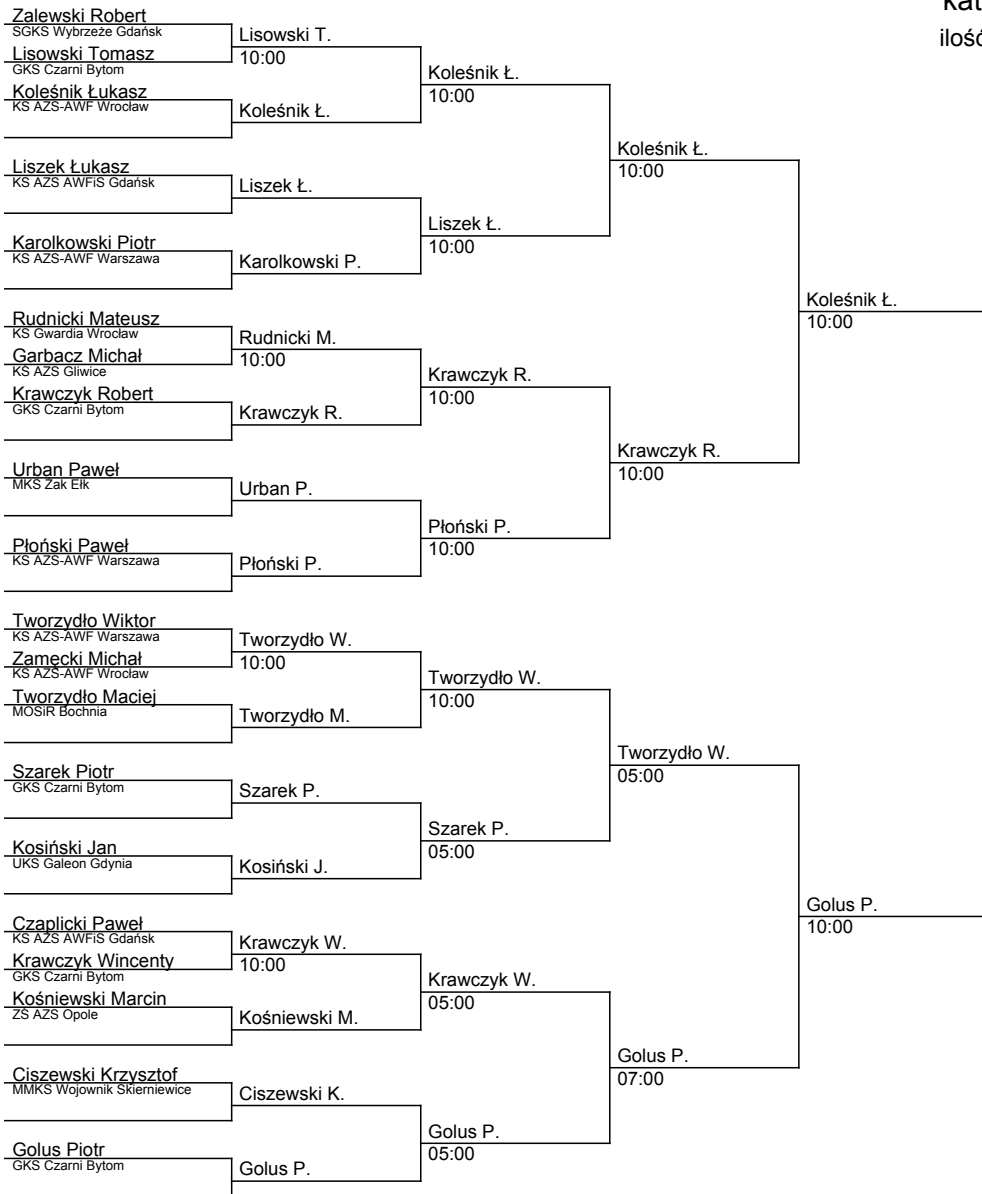 kat
ilość
Zalewski Robert
SGKS Wybrzeże Gdańsk
Lisowski Tomasz
GKS Czarni Bytom
Koleśnik Łukasz
KS AZS-AWF Wrocław
Liszek Łukasz
KS AZS AWFiS Gdańsk
Karolkowski Piotr
KS AZS-AWF Warszawa
Rudnicki Mateusz
KS Gwardia Wrocław
Garbacz Michał
KS AZS Gliwice
Krawczyk Robert
GKS Czarni Bytom
Urban Paweł
MKS Żak Ełk
Płoński Paweł
KS AZS-AWF Warszawa
Tworzydło Wiktor
KS AZS-AWF Warszawa
Zamęcki Michał
KS AZS-AWF Wrocław
Tworzydło Maciej
MOSiR Bochnia
Szarek Piotr
GKS Czarni Bytom
Kosiński Jan
UKS Galeon Gdynia
Czaplicki Paweł
KS AZS AWFiS Gdańsk
Krawczyk Wincenty
GKS Czarni Bytom
Kośniewski Marcin
ZŚ AZS Opole
Ciszewski Krzysztof
MMKS Wojownik Skierniewice
Golus Piotr
GKS Czarni Bytom
Lisowski T.
10:00
Koleśnik Ł.
Liszek Ł.
Karolkowski P.
Rudnicki M.
10:00
Krawczyk R.
Urban P.
Płoński P.
Tworzydło W.
10:00
Tworzydło M.
Szarek P.
Kosiński J.
Krawczyk W.
10:00
Kośniewski M.
Ciszewski K.
Golus P.
Koleśnik Ł.
10:00
Liszek Ł.
10:00
Krawczyk R.
10:00
Płoński P.
10:00
Tworzydło W.
10:00
Szarek P.
05:00
Krawczyk W.
05:00
Golus P.
05:00
Koleśnik Ł.
10:00
Krawczyk R.
10:00
Tworzydło W.
05:00
Golus P.
07:00
Koleśnik Ł.
10:00
Golus P.
10:00